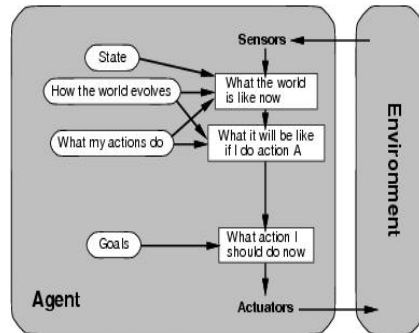 Sensors
State
What the world
is like now
How the world evolves
What it will be like
if I do action A
What my actions do
Environment
Goals
What action I
should do now
Agent
Actuators